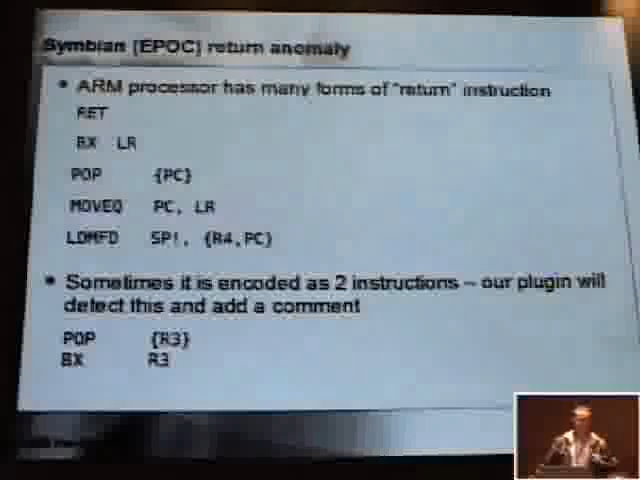 Symbian [EPOC] return anomaly
• ARM processor has many forms of "return" instruction
RET
BX LR
POP {PC}
MOVEQ PC, LR
LDMFD SP!, {R4,PC}
• Sometimes it is encoded as 2 instructions – our plugin will
detect this and add a comment
POP {R3}
BX R3